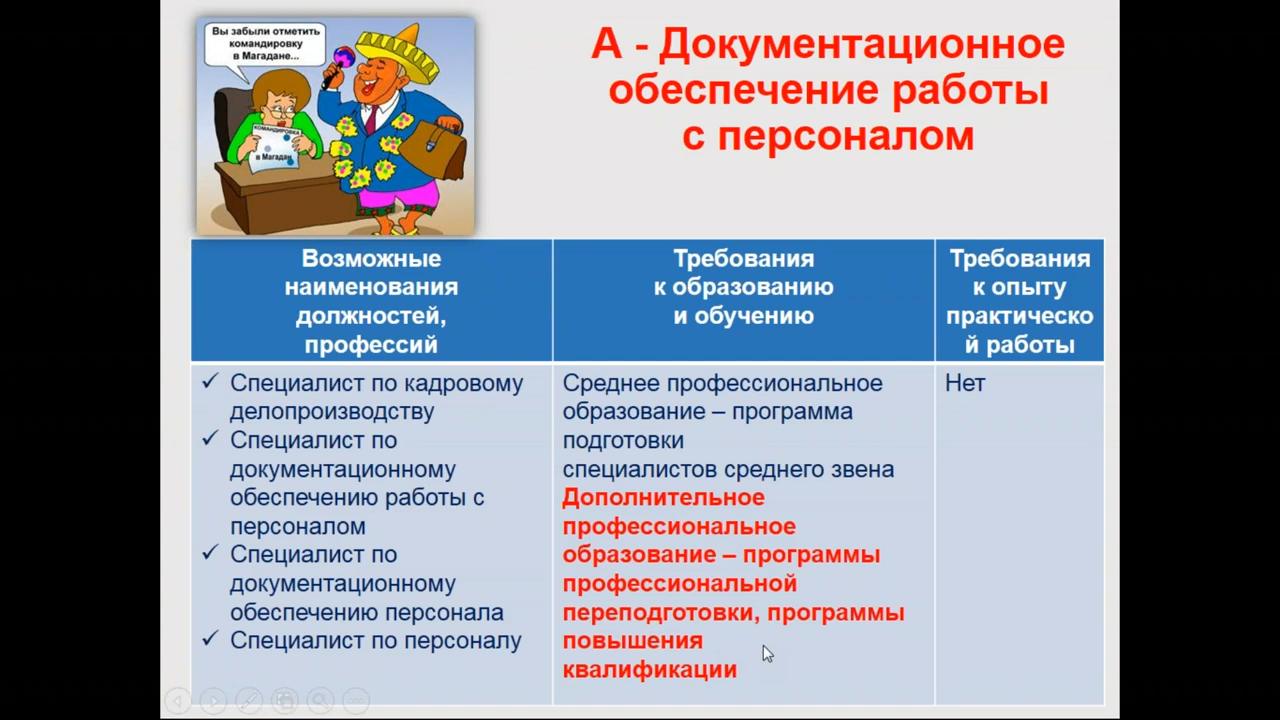 Вы забыли отметить
командировку
в Магадане...
КОМАНДИРОВКА
в Магадан
А - Документационное
обеспечение работы
с персоналом
Возможные
наименования
должностей,
профессий
Требования
к образованию
и обучению
Требования
к опыту
практическо
й работы
Специалист по кадровому
делопроизводству
Специалист по
документационному
обеспечению работы с
персоналом
Специалист по
документационному
обеспечению персонала
Специалист по персоналу
Среднее профессиональное
образование – программа
подготовки
специалистов среднего звена
Дополнительное
профессиональное
образование – программы
профессиональной
переподготовки, программы
повышения
квалификации
Нет